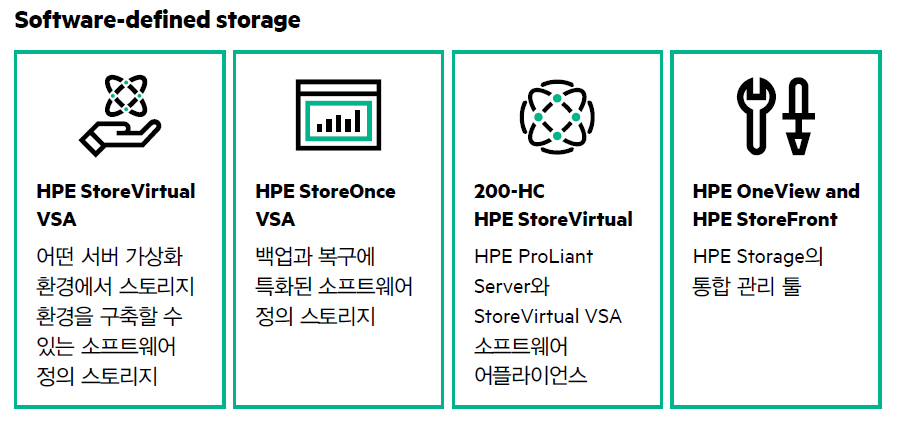 Software-defined storage
HPE StoreVirtual
VSA
어떤 서버 가상화
환경에서 스토리지
환경을 구축할 수
있는 소프트웨어
정의 스토리지
HPE StoreOnce
VSA
백업과 복구에
특화된 소프트웨어
정의 스토리지
200-HC
HPE StoreVirtual
HPE ProLiant
Server와
StoreVirtual VSA
소프트웨어
어플라이언스
HPE OneView and
HPE StoreFront
HPE Storage의
통합 관리 툴